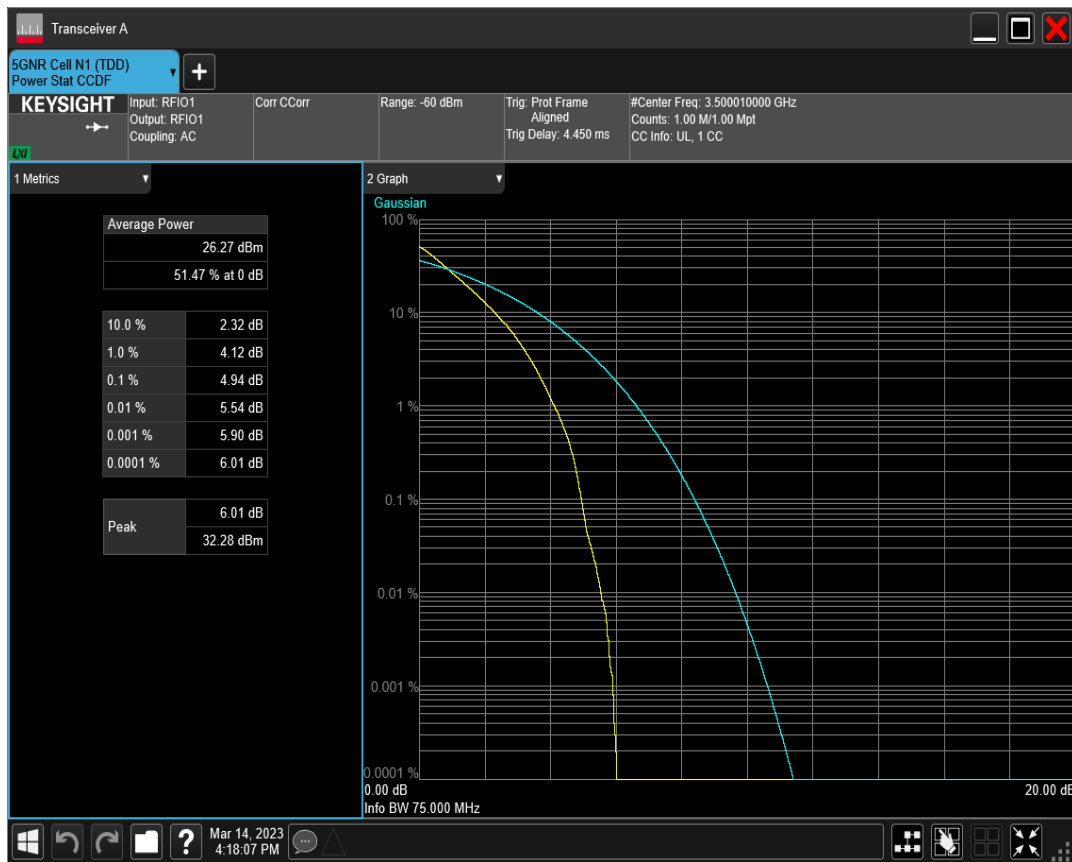 Transceiver A
5GNR Cell N1 (TDD)
Power Stat CCDF
KEYSIGHT
LXI
Input: RFIO1
Output: RFIO1
Coupling: AC
Corr CCorr
Range: -60 dBm
Trig: Prot Frame
Aligned
Trig Delay: 4.450 ms
#Center Freq: 3.500010000 GHz
Counts: 1.00 M/1.00 Mpt
CC Info: UL, 1 CC
1 Metrics
Average Power
26.27 dBm
51.47 % at 0 dB
10.0 % 2.32 dB
1.0 % 4.12 dB
0.1 % 4.94 dB
0.01 % 5.54 dB
0.001 % 5.90 dB
0.0001 % 6.01 dB
Peak 6.01 dB
32.28 dBm
2 Graph
Gaussian
100 %
10 %
1 %
0.1 %
0.01 %
0.001 %
0.0001 %
0.00 dB 20.00 dB
Info BW 75.000 MHz
?
Mar 14, 2023
4:18:07 PM